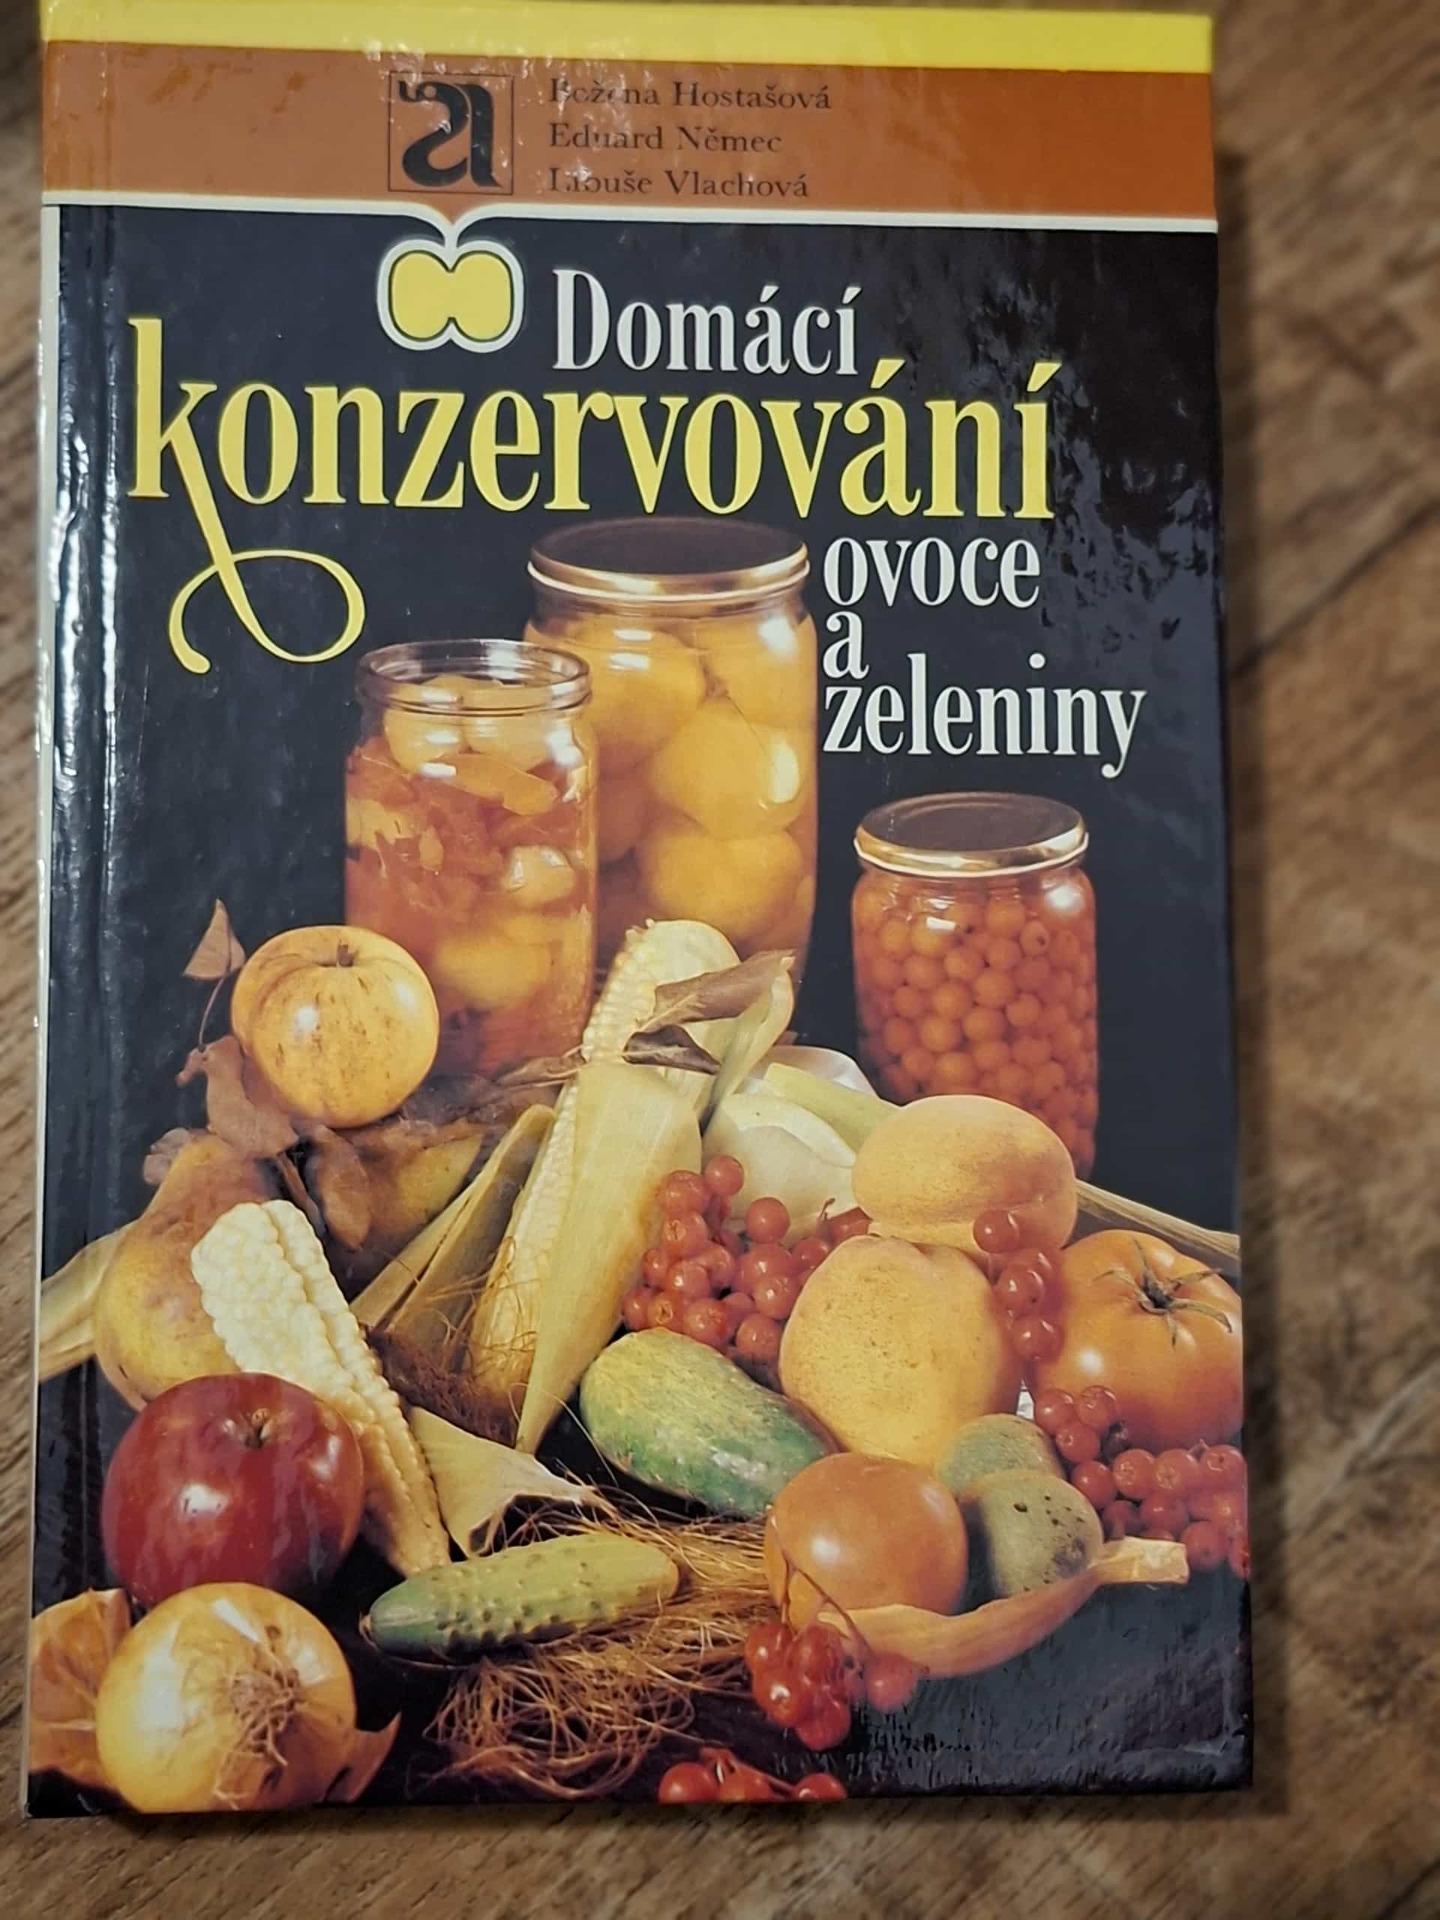 Božena Hostašová
Eduard Němec
Libuše Vlachová
Domácí
konzervování
ovoce
a
zeleniny